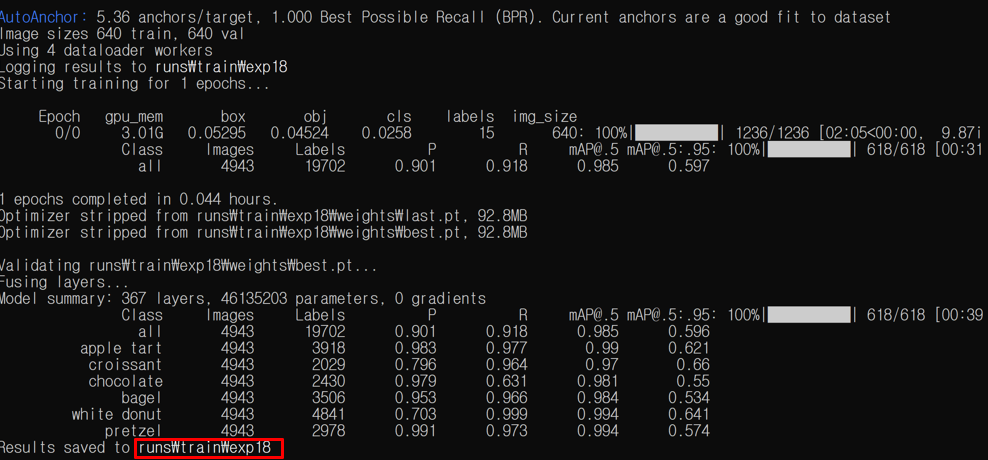 AutoAnchor: 5.36 anchors/target, 1.000 Best Possible Recall (BPR). Current anchors are a good fit to dataset
Image sizes 640 train, 640 val
Using 4 dataloader workers
Logging results to runs₩train₩exp18
Starting training for 1 epochs...
Epoch gpu_mem box obj cls labels img_size
0/0 3.01G 0.05295 0.04524 0.0258 15 640: 100%|██████████| 1236/1236 [02:05<00:00, 9.87i
Class Images Labels P R mAP@.5 mAP@.5:.95: 100%|██████████| 618/618 [00:31
all 4943 19702 0.901 0.918 0.985 0.597
1 epochs completed in 0.044 hours.
Optimizer stripped from runs₩train₩exp18₩weights₩last.pt, 92.8MB
Optimizer stripped from runs₩train₩exp18₩weights₩best.pt, 92.8MB
Validating runs₩train₩exp18₩weights₩best.pt...
Fusing layers...
Model summary: 367 layers, 46135203 parameters, 0 gradients
Class Images Labels P R mAP@.5 mAP@.5:.95: 100%|██████████| 618/618 [00:39
all 4943 19702 0.901 0.918 0.985 0.596
apple tart 4943 3918 0.983 0.977 0.99 0.621
croissant 4943 2029 0.796 0.964 0.97 0.66
chocolate 4943 2430 0.979 0.631 0.981 0.55
bagel 4943 3506 0.953 0.966 0.984 0.534
white donut 4943 4841 0.703 0.999 0.994 0.641
pretzel 4943 2978 0.991 0.973 0.994 0.574
Results saved to runs₩train₩exp18